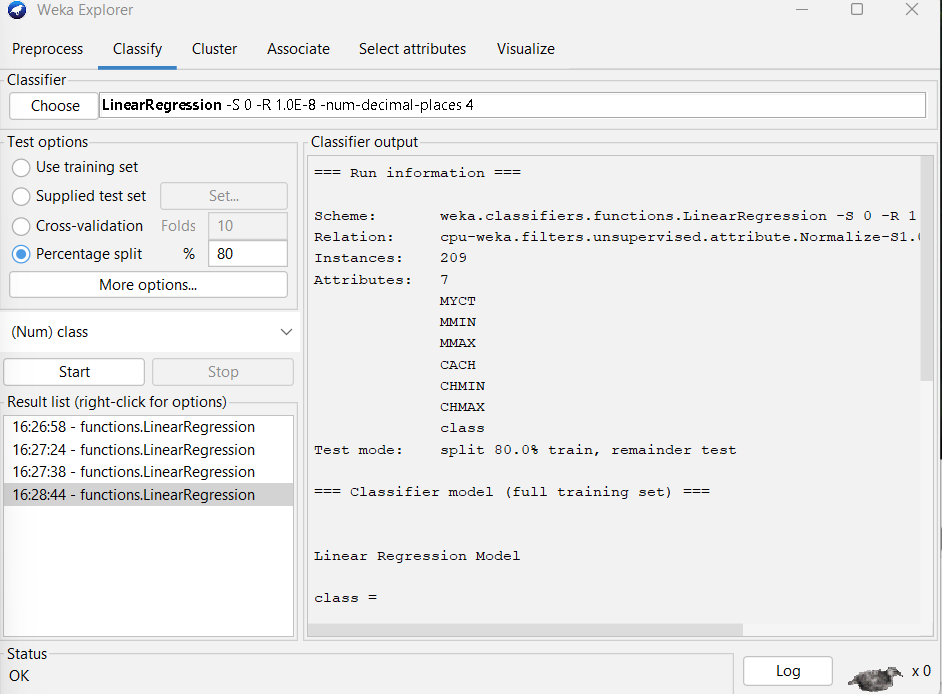 Weka Explorer
Preprocess Classify Cluster Associate Select attributes Visualize
Classifier
Choose LinearRegression -S 0 -R 1.0E-8 -num-decimal-places 4
Test options
Use training set
Supplied test set Set...
Cross-validation Folds 10
Percentage split % 80
More options...
(Num) class
Start Stop
Result list (right-click for options)
16:26:58 - functions.LinearRegression
16:27:24 - functions.LinearRegression
16:27:38 - functions.LinearRegression
16:28:44 - functions.LinearRegression
Classifier output
=== Run information ===
Scheme: weka.classifiers.functions.LinearRegression -S 0 -R 1
Relation: cpu-weka.filters.unsupervised.attribute.Normalize-S1.
Instances: 209
Attributes: 7
MYCT
MMIN
MMAX
CACH
CHMIN
CHMAX
class
Test mode: split 80.0% train, remainder test
=== Classifier model (full training set) ===
Linear Regression Model
class =
Status
OK
Log x 0